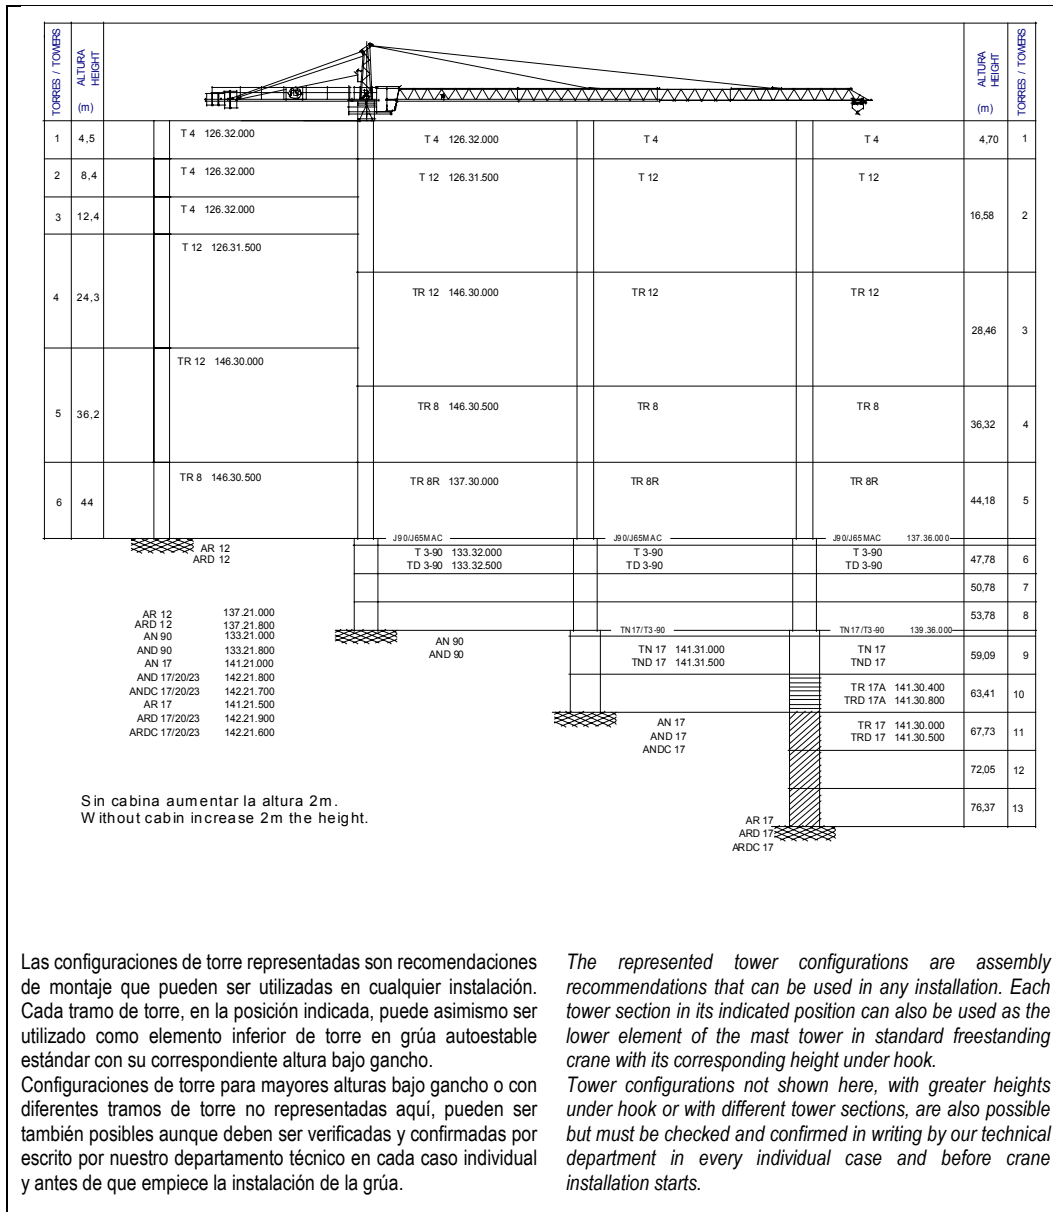 TORRES / TOWERS
ALTURA
HEIGHT
(m)
ALTURA
HEIGHT
(m)
TORRES / TOWERS
1 4,5 T 4 126.32.000 T 4 126.32.000 T 4 T 4 4,70 1
2 8,4 T 4 126.32.000 T 12 126.31.500 T 12 T 12
3 12,4 T 4 126.32.000 16,58 2
T 12 126.31.500
4 24,3 TR 12 146.30.000 TR 12 TR 12
28,46 3
TR 12 146.30.000
5 36,2 TR 8 146.30.500 TR 8 TR 8
36,32 4
TR 8 146.30.500 TR 8R 137.30.000 TR 8R TR 8R
6 44 44,18 5
J90/J65MAC J90/J65MAC J90/J65MAC 137.36.000
AR 12
ARD 12
T 3-90 133.32.000 T 3-90 T 3-90
TD 3-90 133.32.500 TD 3-90 TD 3-90
47,78 6
50,78 7
53,78 8
AR 12 137.21.000
ARD 12 137.21.800
AN 90 133.21.000
AND 90 133.21.800
AN 17 141.21.000
AND 17/20/23 142.21.800
ANDC 17/20/23 142.21.700
AR 17 141.21.500
ARD 17/20/23 142.21.900
ARDC 17/20/23 142.21.600
AN 90
AND 90
TN17/T3-90 TN17/T3-90 139.36.000
TN 17 141.31.000 TN 17
TND 17 141.31.500 TND 17
59,09 9
TR 17A 141.30.400
TRD 17A 141.30.800
63,41 10
AN 17
AND 17
ANDC 17
TR 17 141.30.000
TRD 17 141.30.500
67,73 11
72,05 12
76,37 13
Sin cabina aumentar la altura 2m.
Without cabin increase 2m the height.
AR 17
ARD 17
ARDC 17
Las configuraciones de torre representadas son recomendaciones
de montaje que pueden ser utilizadas en cualquier instalación.
Cada tramo de torre, en la posición indicada, puede asimismo ser
utilizado como elemento inferior de torre en grúa autoestable
estándar con su correspondiente altura bajo gancho.
Configuraciones de torre para mayores alturas bajo gancho o con
diferentes tramos de torre no representadas aquí, pueden ser
también posibles aunque deben ser verificadas y confirmadas por
escrito por nuestro departamento técnico en cada caso individual
y antes de que empiece la instalación de la grúa.
The represented tower configurations are assembly
recommendations that can be used in any installation. Each
tower section in its indicated position can also be used as the
lower element of the mast tower in standard freestanding
crane with its corresponding height under hook.
Tower configurations not shown here, with greater heights
under hook or with different tower sections, are also possible
but must be checked and confirmed in writing by our technical
department in every individual case and before crane
installation starts.